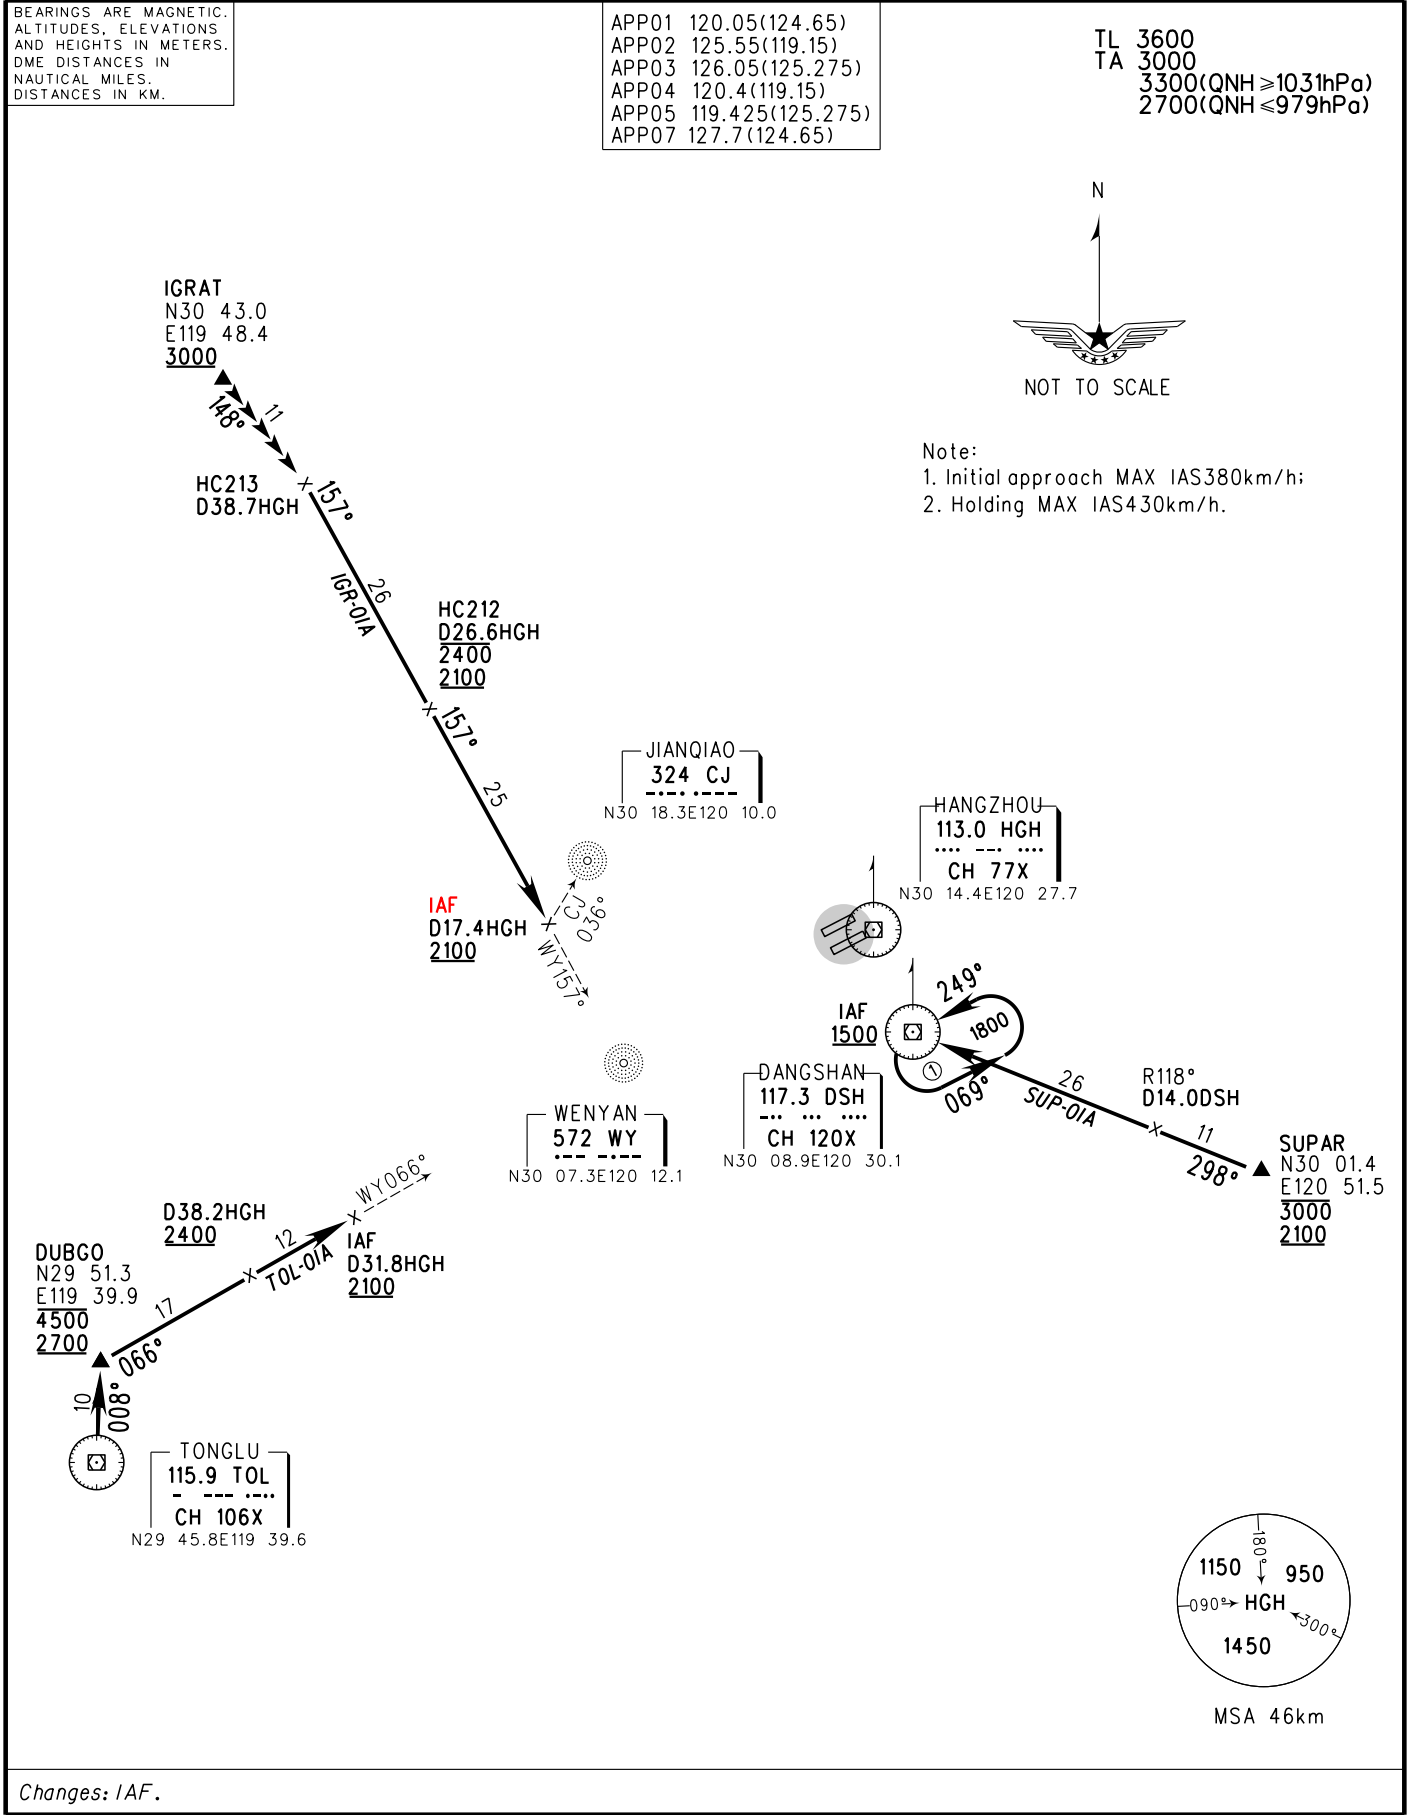 BEARINGS ARE MAGNETIC.
ALTITUDES, ELEVATIONS
AND HEIGHTS IN METERS.
DME DISTANCES IN
NAUTICAL MILES.
DISTANCES IN KM.
APP01 120.05(124.65)
APP02 125.55(119.15)
APP03 126.05(125.275)
APP04 120.4(119.15)
APP05 119.425(125.275)
APP07 127.7(124.65)
TL 3600
TA 3000
3300(QNH≥1031hPa)
2700(QNH≤979hPa)
N
NOT TO SCALE
Note:
1. Initial approach MAX IAS380km/h;
2. Holding MAX IAS430km/h.
IGRAT
N30 43.0
E119 48.4
3000
11
148°
HC213
D38.7HGH
157°
26
IGR-01A
HC212
D26.6HGH
2400
2100
157°
25
JIANQIAO
324 CJ
N30 18.3E120 10.0
HANGZHOU
113.0 HGH
CH 77X
N30 14.4E120 27.7
IAF
D17.4HGH
2100
CJ
036°
WY157°
249°
IAF
1500
1800
1
069°
DANGSHAN
117.3 DSH
CH 120X
N30 08.9E120 30.1
26
SUP-01A
R118°
D14.0DSH
11
298°
SUPAR
N30 01.4
E120 51.5
3000
2100
WENYAN
572 WY
N30 07.3E120 12.1
WY066°
D38.2HGH
2400
12
TOL-01A
IAF
D31.8HGH
2100
DUBGO
N29 51.3
E119 39.9
4500
2700
17
066°
10
008°
TONGLU
115.9 TOL
CH 106X
N29 45.8E119 39.6
180°
1150
950
090°
HGH
300°
1450
MSA 46km
Changes: IAF.